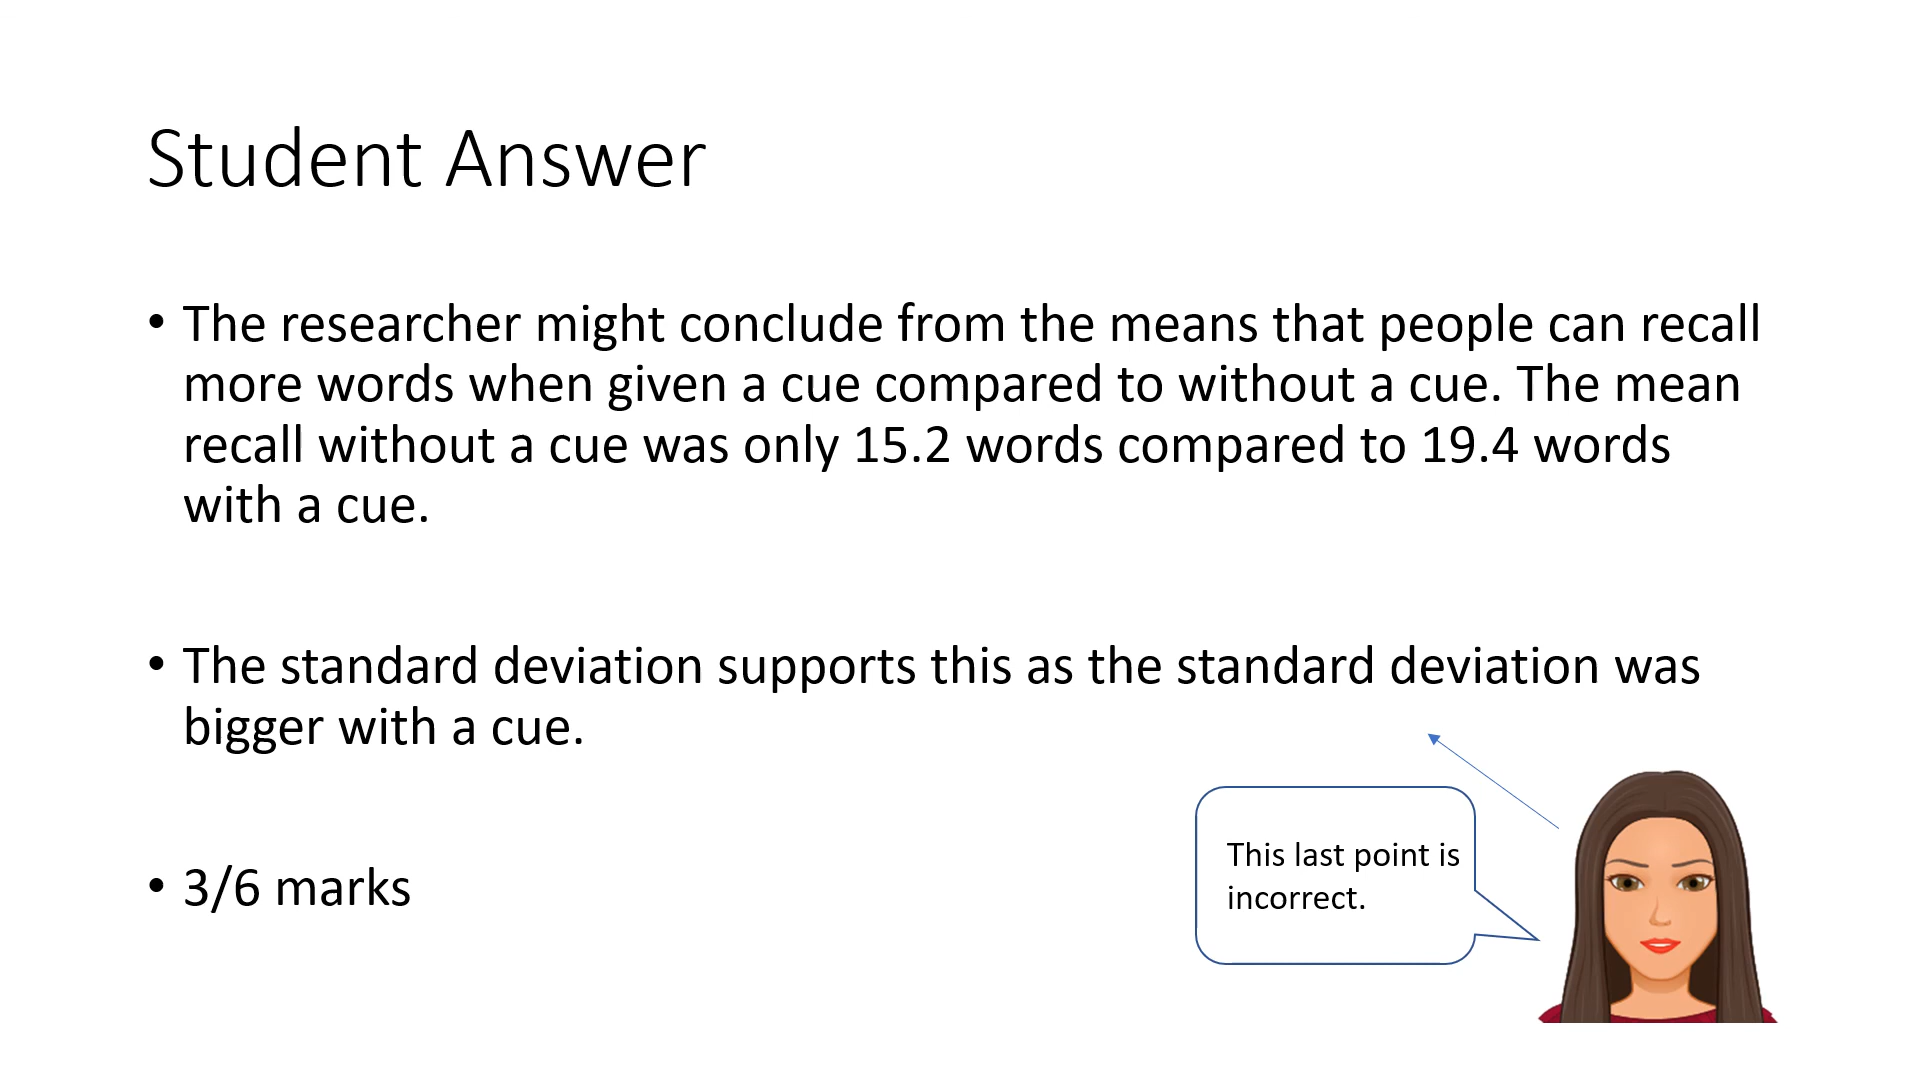 Student Answer
• The researcher might conclude from the means that people can recall
more words when given a cue compared to without a cue. The mean
recall without a cue was only 15.2 words compared to 19.4 words
with a cue.
• The standard deviation supports this as the standard deviation was
bigger with a cue.
• 3/6 marks
This last point is
incorrect.